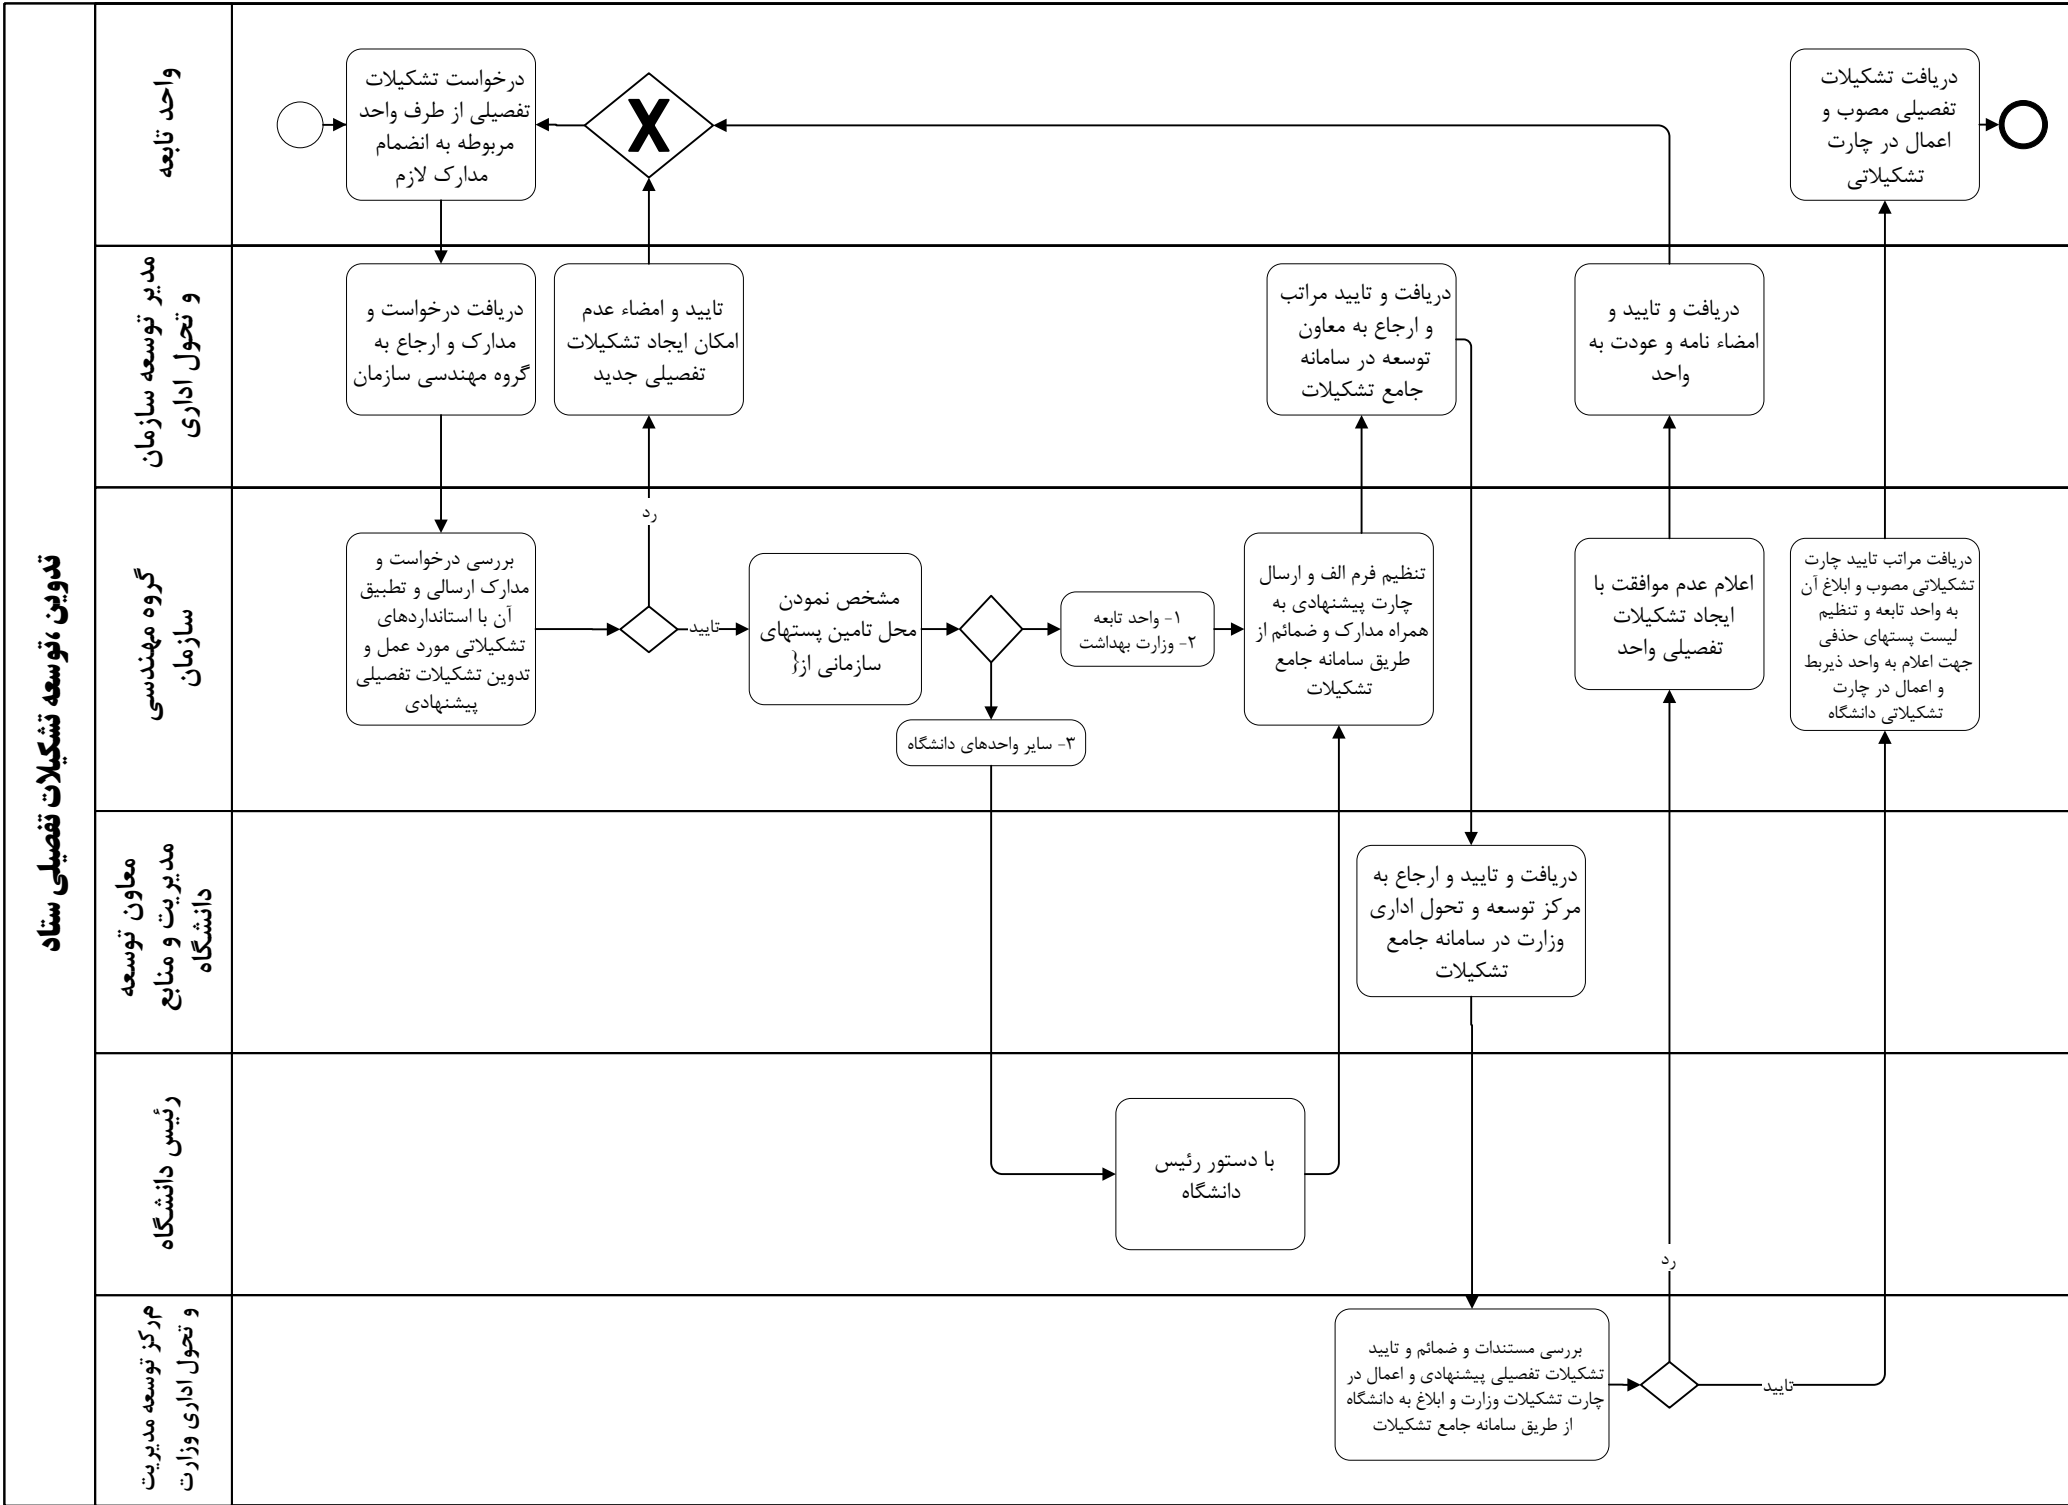 تدوین ،توسعه تشکیلات تفصیلی ستاد
واحد تابعه
درخواست تشکیلات
تفصیلی از طرف واحد
مربوطه به انضمام
مدارک لازم
X
دریافت تشکیلات
تفصیلی مصوب و
اعمال در چارت
تشکیلاتی
مدیر توسعه سازمان
و تحول اداری
دریافت درخواست و
مدارک و ارجاع به
گروه مهندسی سازمان
تایید و امضاء عدم
امکان ایجاد تشکیلات
تفصیلی جدید
دریافت و تایید مراتب
و ارجاع به معاون
توسعه در سامانه
جامع تشکیلات
دریافت و تایید و
امضاء نامه و عودت به
واحد
گروه مهندسی
سازمان
بررسی درخواست و
مدارک ارسالی و تطبیق
آن با استانداردهای
تشکیلاتی مورد عمل و
تدوین تشکیلات تفصیلی
پیشنهادی
رد
تایید
مشخص نمودن
محل تامین پستهای
سازمانی از{
۱- واحد تابعه
۲- وزارت بهداشت
۳- سایر واحدهای دانشگاه
تنظیم فرم الف و ارسال
چارت پیشنهادی به
همراه مدارک و ضمائم از
طریق سامانه جامع
تشکیلات
اعلام عدم موافقت با
ایجاد تشکیلات
تفصیلی واحد
دریافت مراتب تایید چارت
تشکیلاتی مصوب و ابلاغ آن
به واحد تابعه و تنظیم
لیست پستهای حذفی
جهت اعلام به واحد ذیربط
و اعمال در چارت
تشکیلاتی دانشگاه
معاون توسعه
مدیریت و منابع
دانشگاه
دریافت و تایید و ارجاع به
مرکز توسعه و تحول اداری
وزارت در سامانه جامع
تشکیلات
رئیس دانشگاه
با دستور رئیس
دانشگاه
رد
مرکز توسعه مدیریت
و تحول اداری وزارت
بررسی مستندات و ضمائم و تایید
تشکیلات تفصیلی پیشنهادی و اعمال در
چارت تشکیلات وزارت و ابلاغ به دانشگاه
از طریق سامانه جامع تشکیلات
تایید